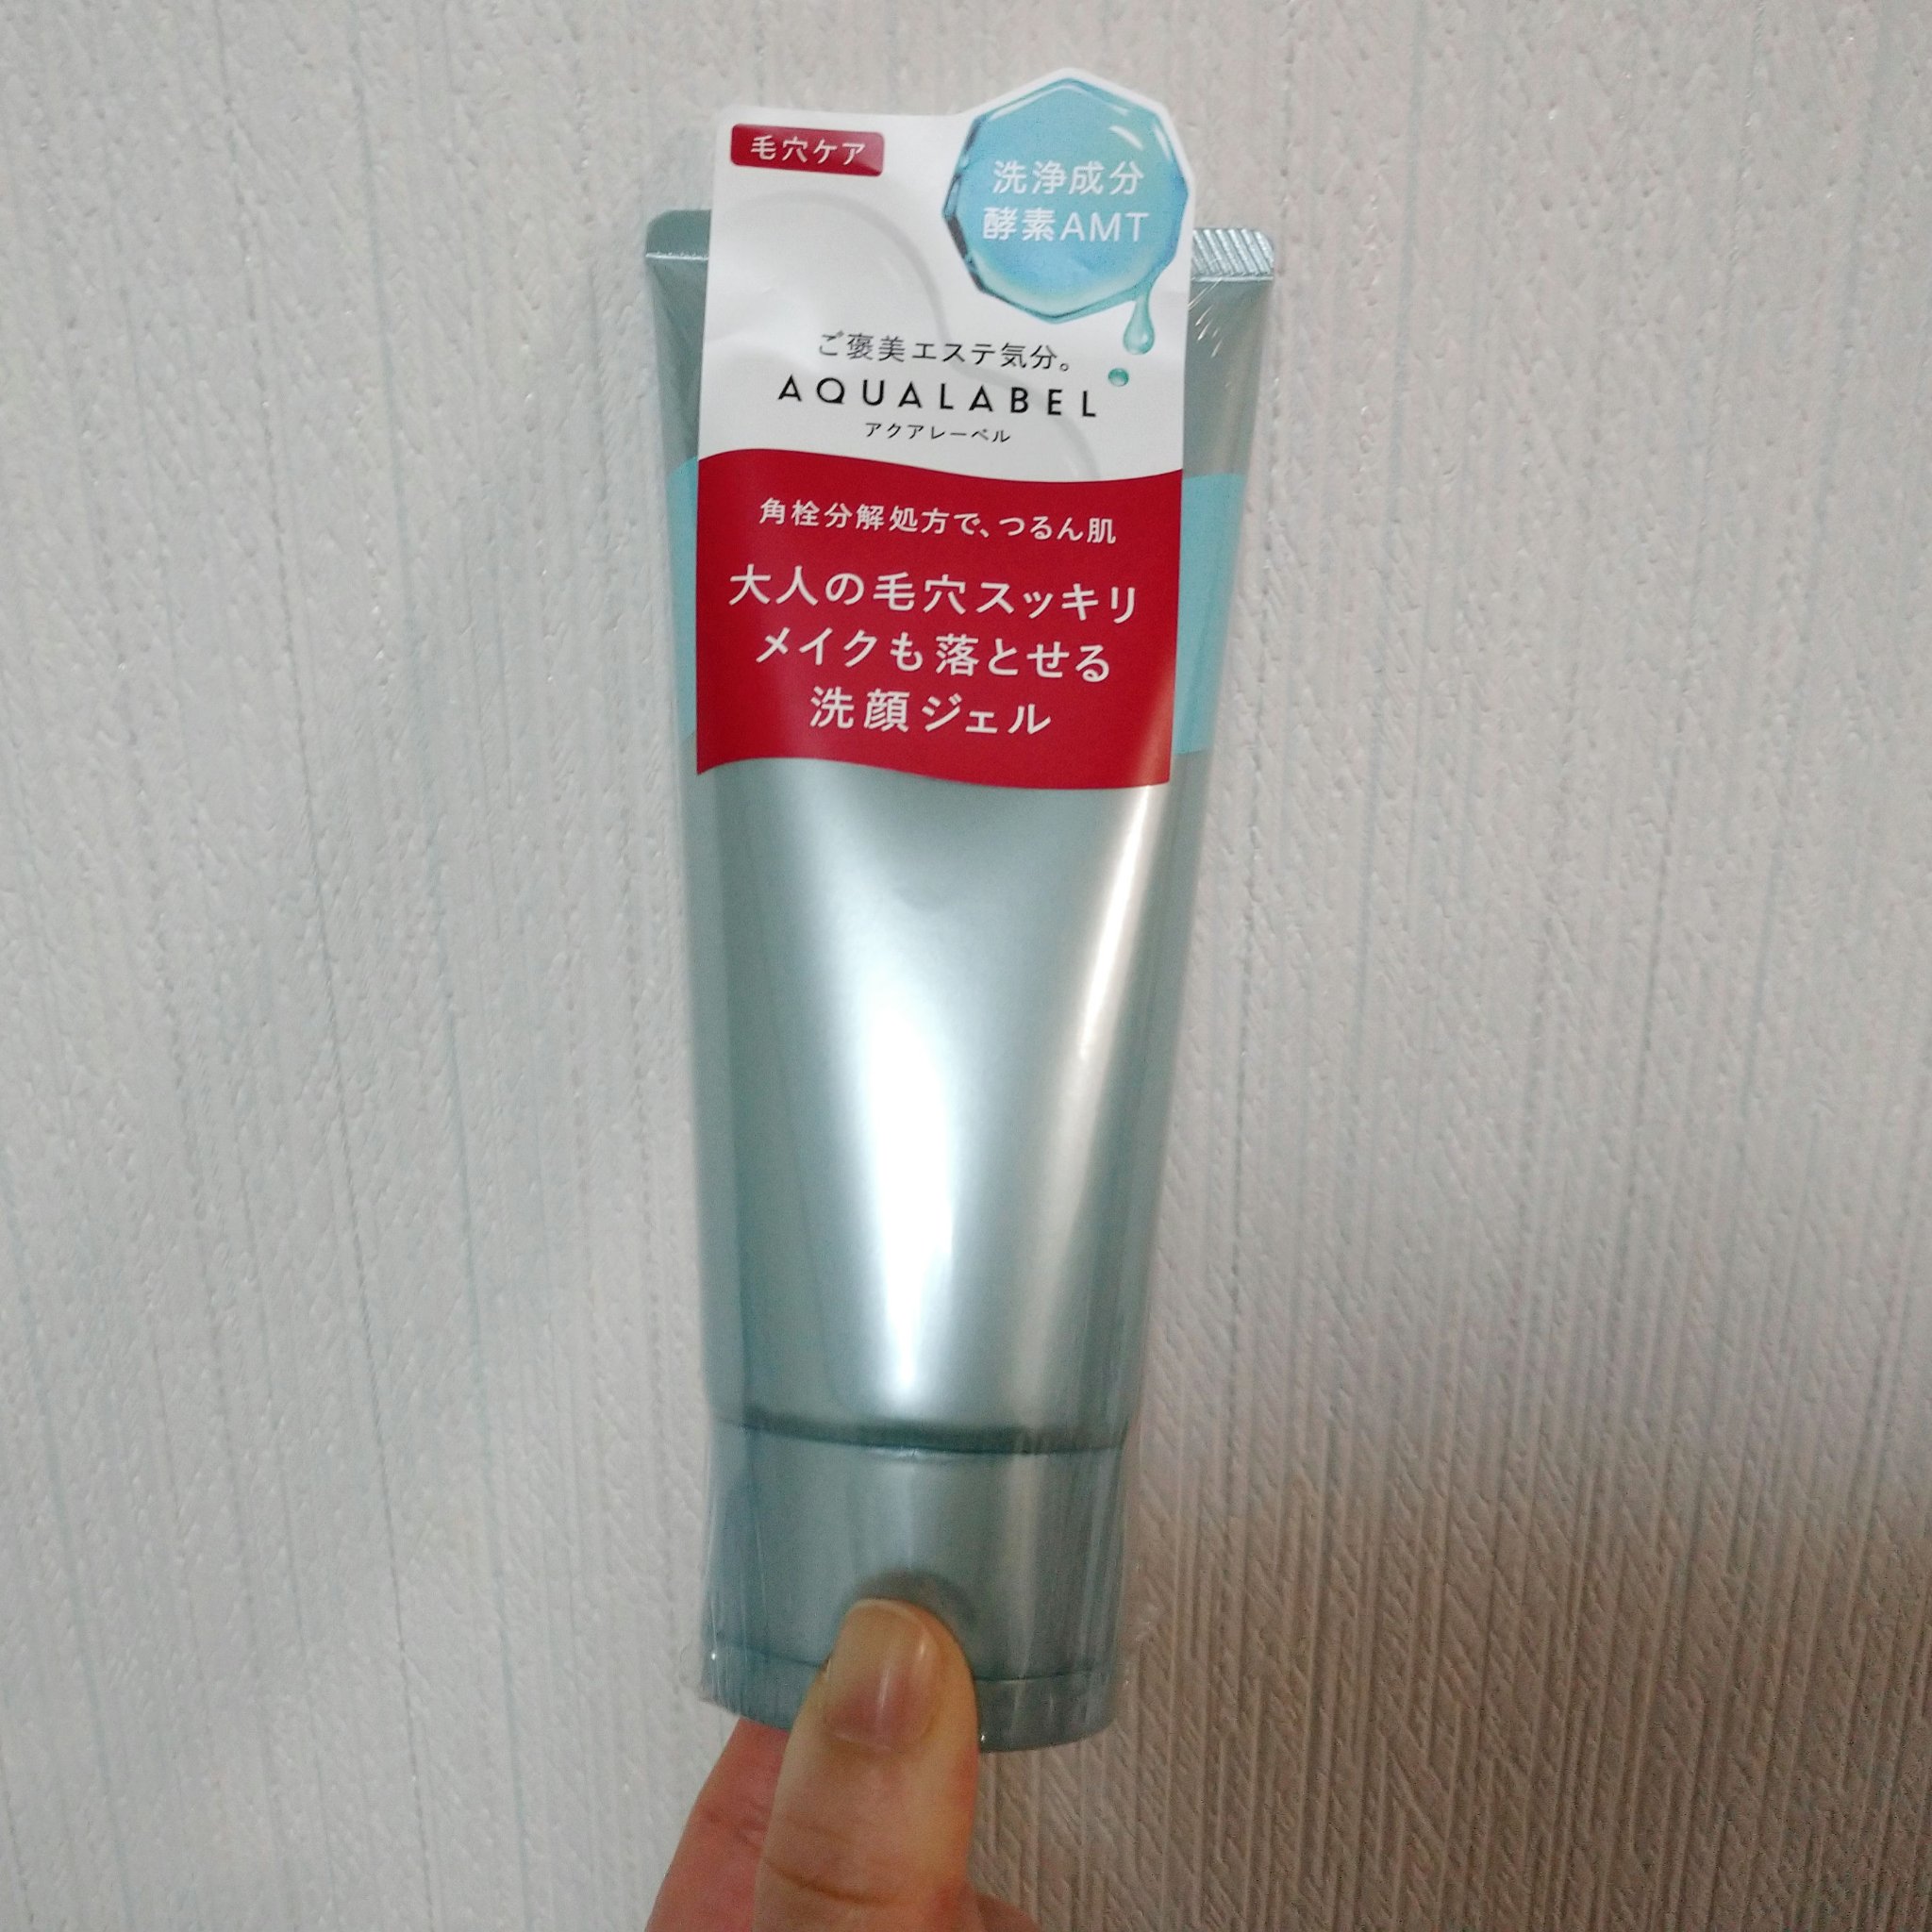 毛穴ケア
洗浄成分
酵素AMT
ご褒美エステ気分。
AQUALABEL
アクアレーベル
角栓分解処方で、つるん肌
大人の毛穴スッキリ
メイクも落とせる
洗顔ジェル